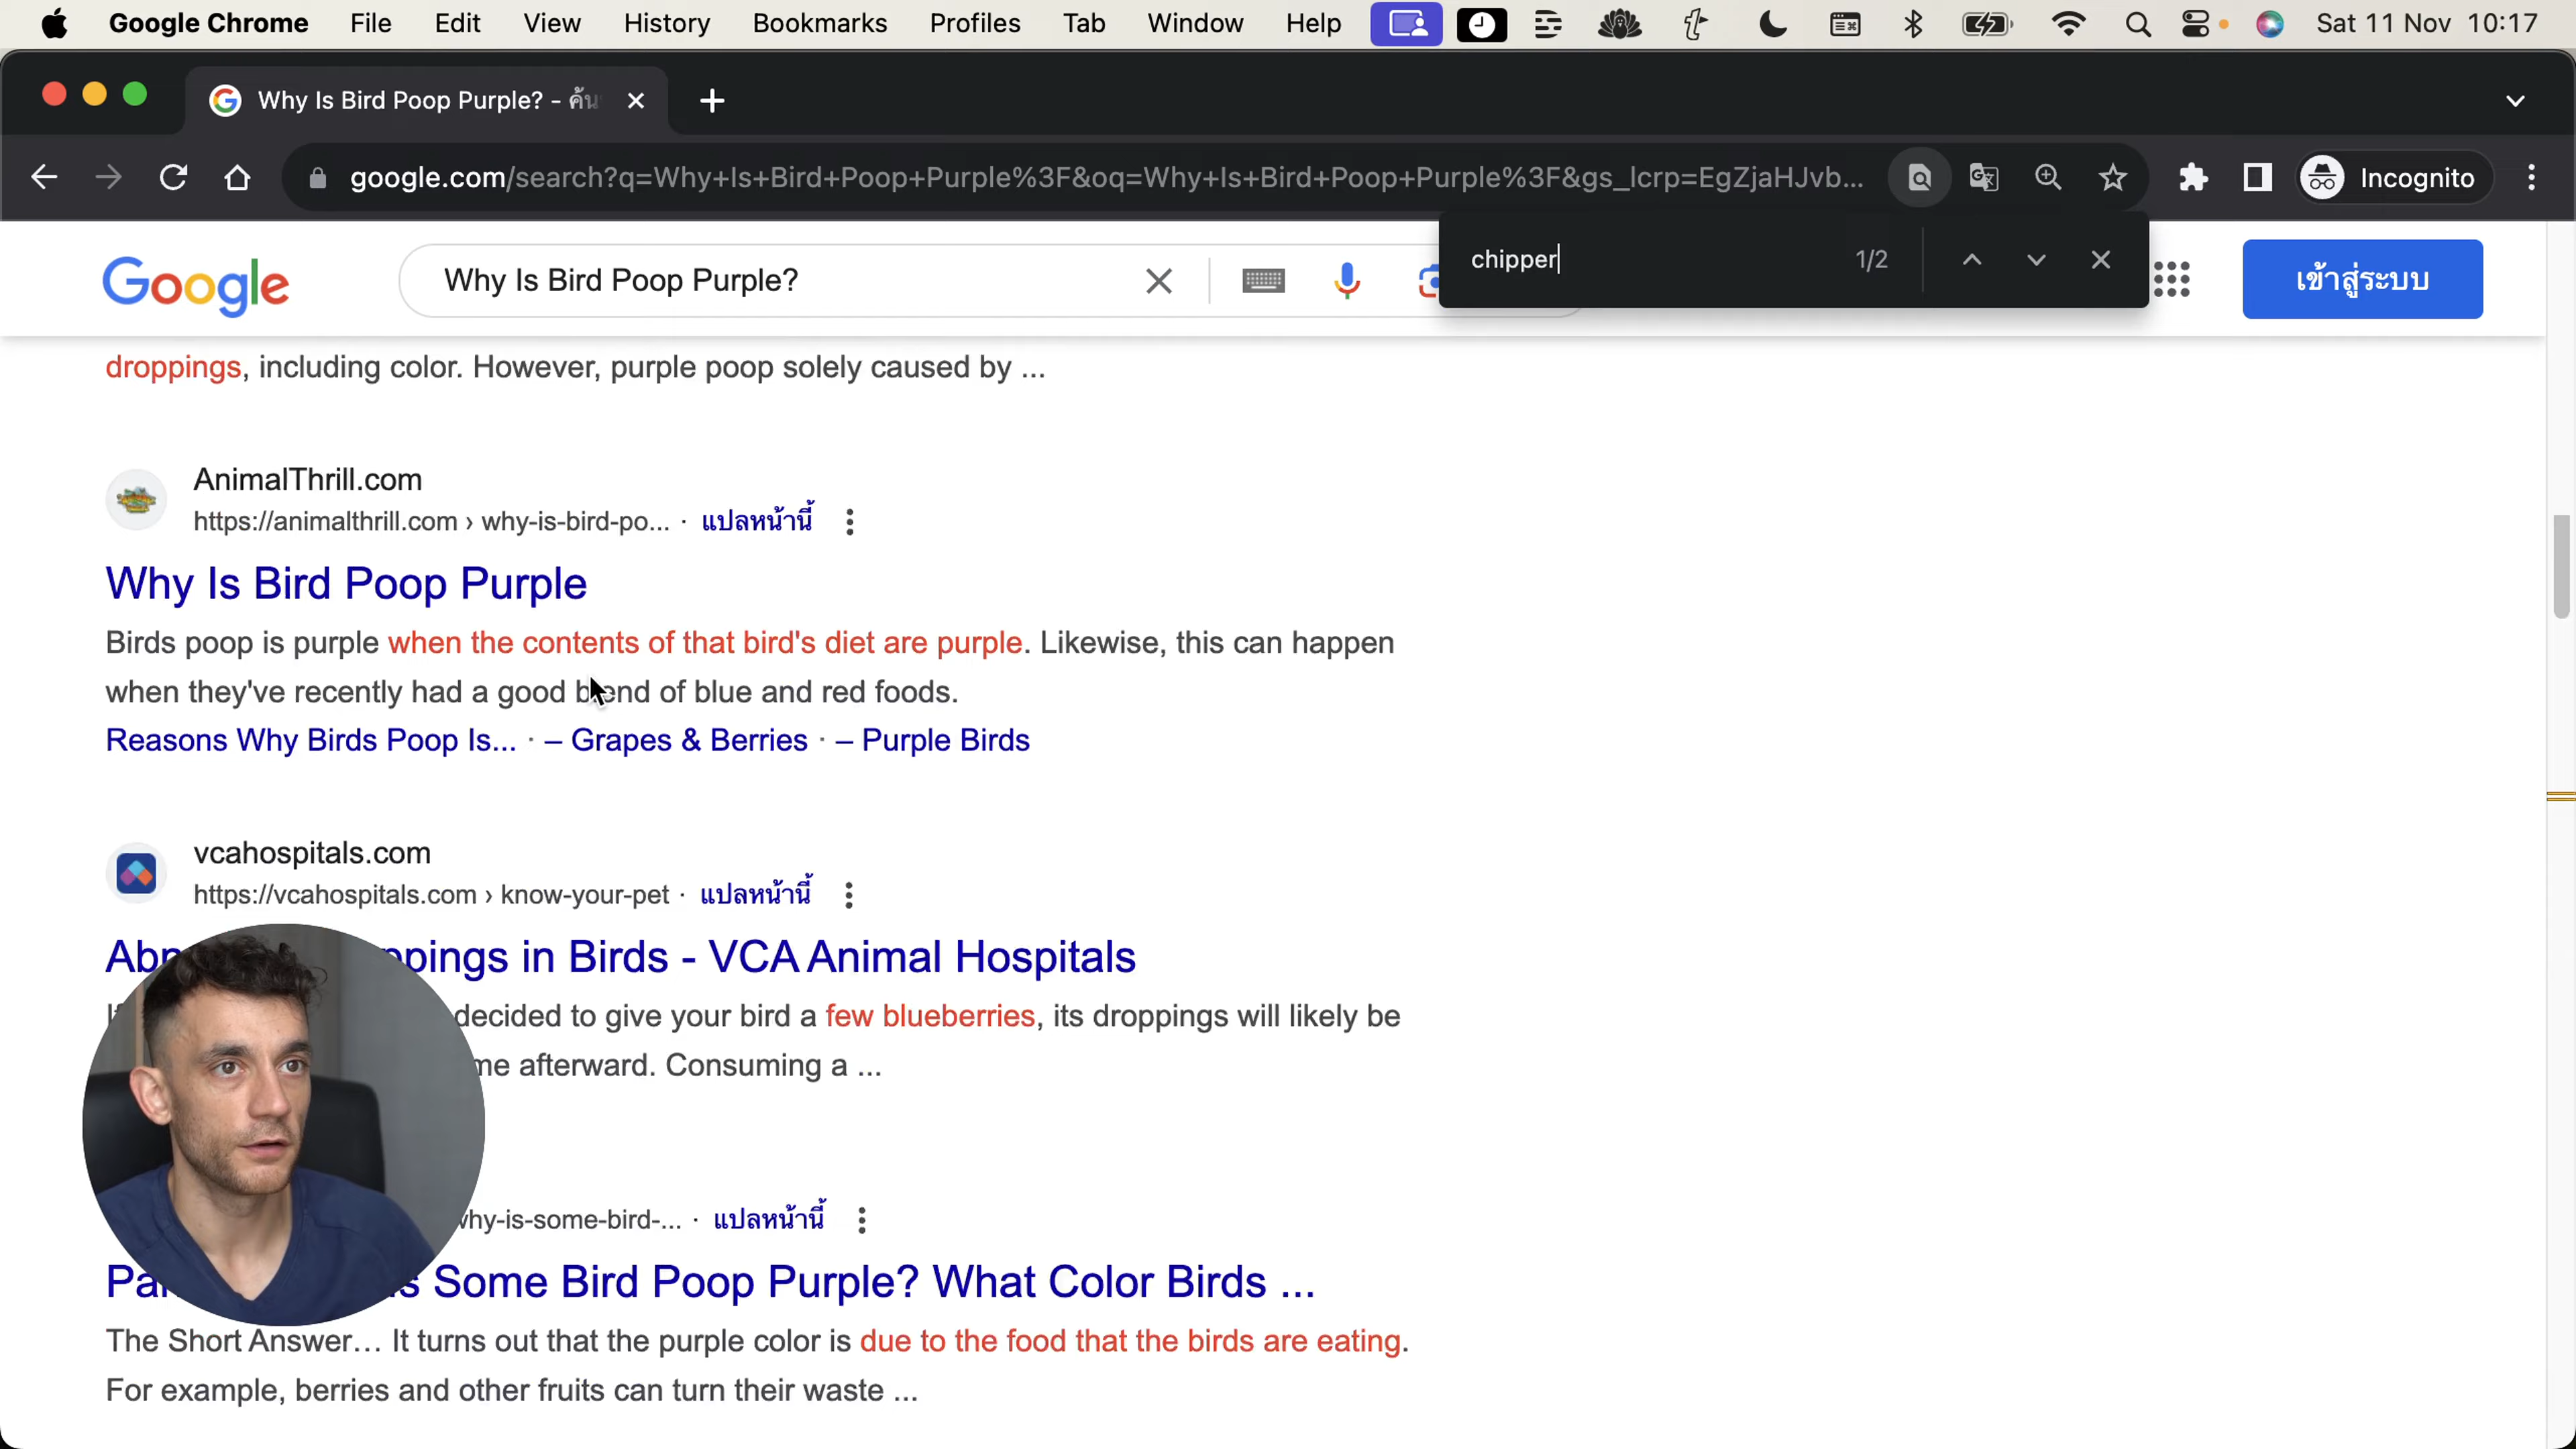 Google Chrome File Edit View History Bookmarks Profiles Tab Window Help Sat 11 Nov 10:17
Why Is Bird Poop Purple? - ค้น
google.com/search?q=Why+Is+Bird+Poop+Purple%3F&oq=Why+Is+Bird+Poop+Purple%3F&gs_lcrp=EgZjaHJvb... Incognito
Google Why Is Bird Poop Purple? chipper 1/2 เข้าสู่ระบบ
droppings, including color. However, purple poop solely caused by ...
AnimalThrill.com
https://animalthrill.com › why-is-bird-po... · แปลหน้านี้
Why Is Bird Poop Purple
Birds poop is purple when the contents of that bird's diet are purple. Likewise, this can happen
when they've recently had a good blend of blue and red foods.
Reasons Why Birds Poop Is... · – Grapes & Berries · – Purple Birds
vcahospitals.com
https://vcahospitals.com › know-your-pet · แปลหน้านี้
ppings in Birds - VCA Animal Hospitals
decided to give your bird a few blueberries, its droppings will likely be
me afterward. Consuming a ...
why-is-some-bird-... · แปลหน้านี้
Some Bird Poop Purple? What Color Birds ...
The Short Answer… It turns out that the purple color is due to the food that the birds are eating.
For example, berries and other fruits can turn their waste ...